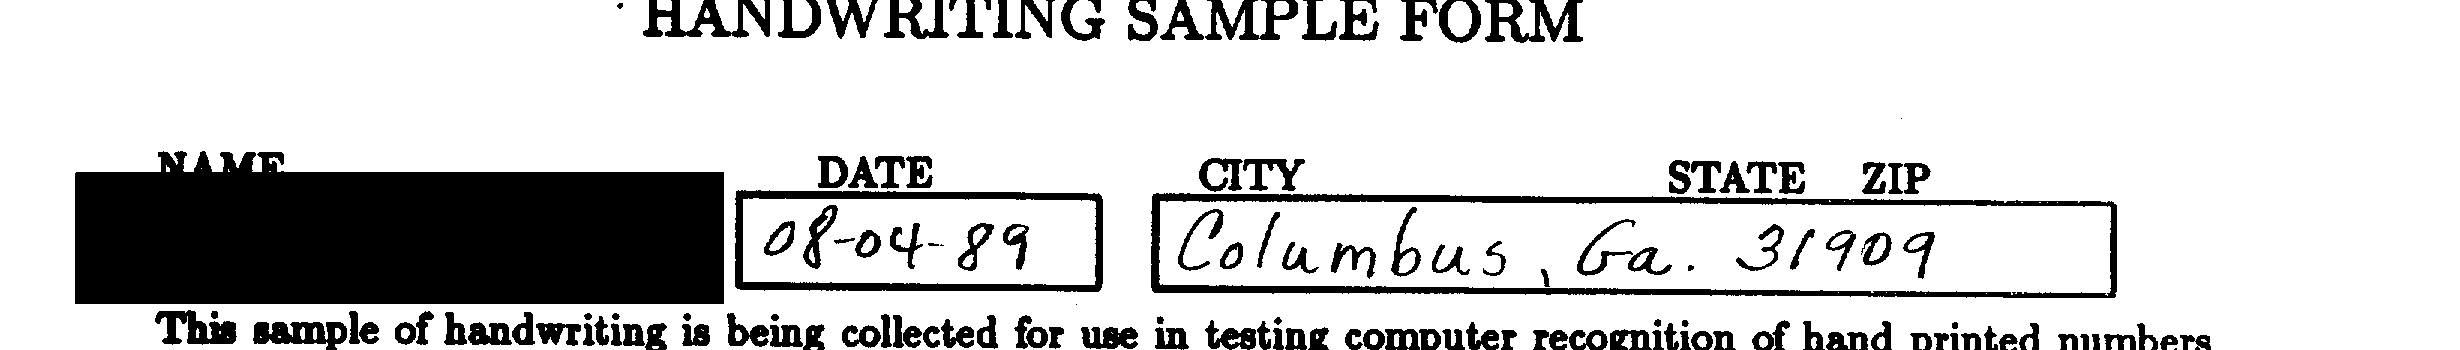 HANDWRITING SAMPLE FORM
NAME DATE CITY STATE ZIP
08-04-89 Columbus, Ga. 31909
This sample of handwriting is being collected for use in testing computer recognition of hand printed numbers